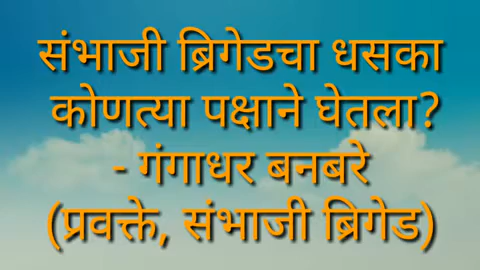 संभाजी ब्रिगेडचा धसका
कोणत्या पक्षाने घेतला?
- गंगाधर बनबरे
(प्रवक्ते, संभाजी ब्रिगेड)